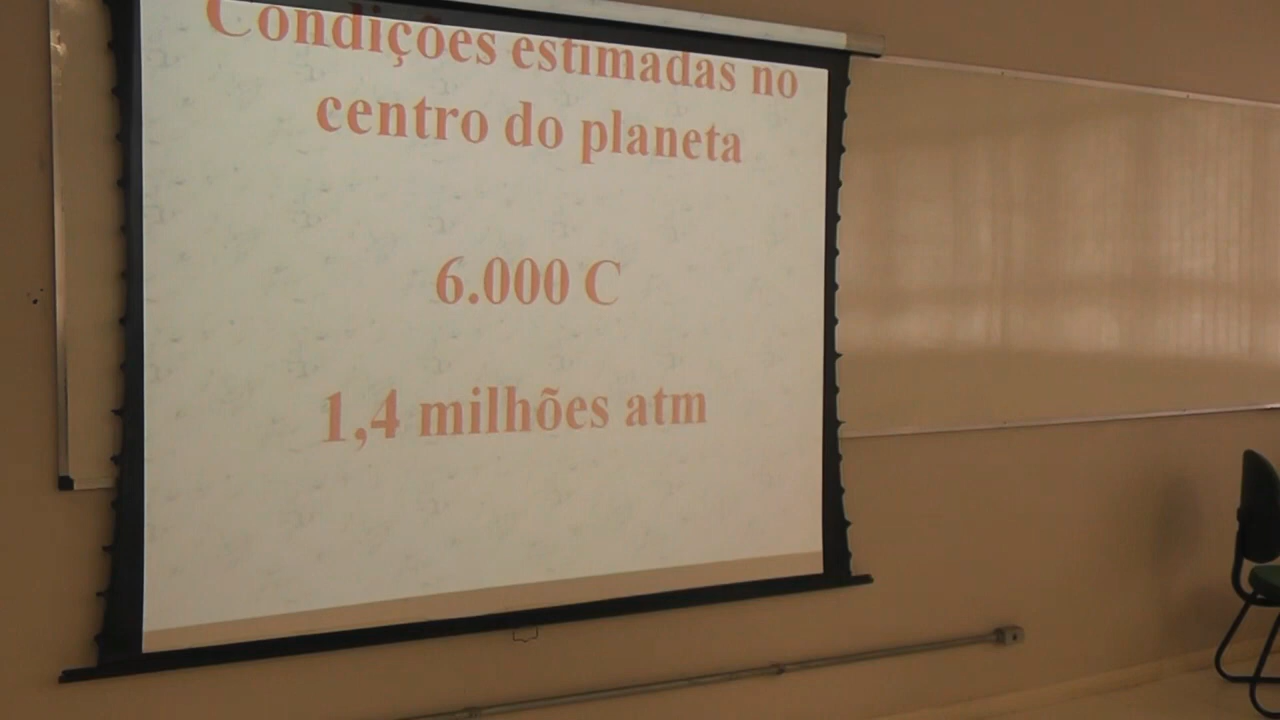 Condições estimadas no
centro do planeta
6.000 C
1,4 milhões atm